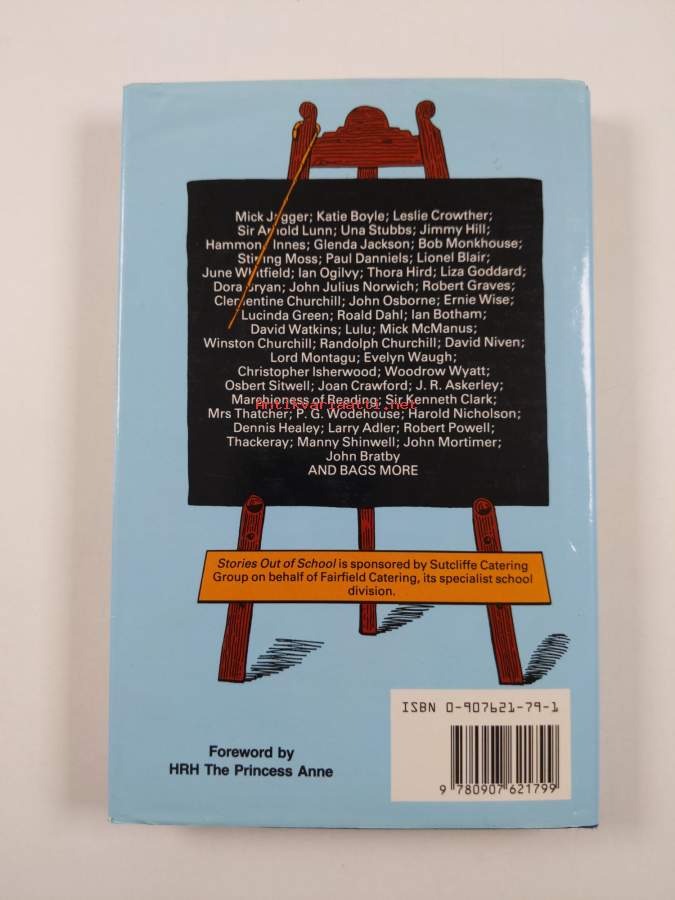 Mick Jagger; Katie Boyle; Leslie Crowther;
Sir Arnold Lunn; Una Stubbs; Jimmy Hill;
Hammond Innes; Glenda Jackson; Bob Monkhouse;
Stirling Moss; Paul Danniels; Lionel Blair;
June Whitfield; Ian Ogilvy; Thora Hird; Liza Goddard;
Dora Bryan; John Julius Norwich; Robert Graves;
Clementine Churchill; John Osborne; Ernie Wise;
Lucinda Green; Roald Dahl; Ian Botham;
David Watkins; Lulu; Mick McManus;
Winston Churchill; Randolph Churchill; David Niven;
Lord Montagu; Evelyn Waugh;
Christopher Isherwood; Woodrow Wyatt;
Osbert Sitwell; Joan Crawford; J. R. Askerley;
Marchioness of Reading; Sir Kenneth Clark;
Antikvariaatti.net
Mrs Thatcher; P. G. Wodehouse; Harold Nicholson;
Dennis Healey; Larry Adler; Robert Powell;
Thackeray; Manny Shinwell; John Mortimer;
John Bratby
AND BAGS MORE
Stories Out of School is sponsored by Sutcliffe Catering
Group on behalf of Fairfield Catering, its specialist school
division.
ISBN 0-907621-79-1
Foreword by
HRH The Princess Anne
9 780907 621799